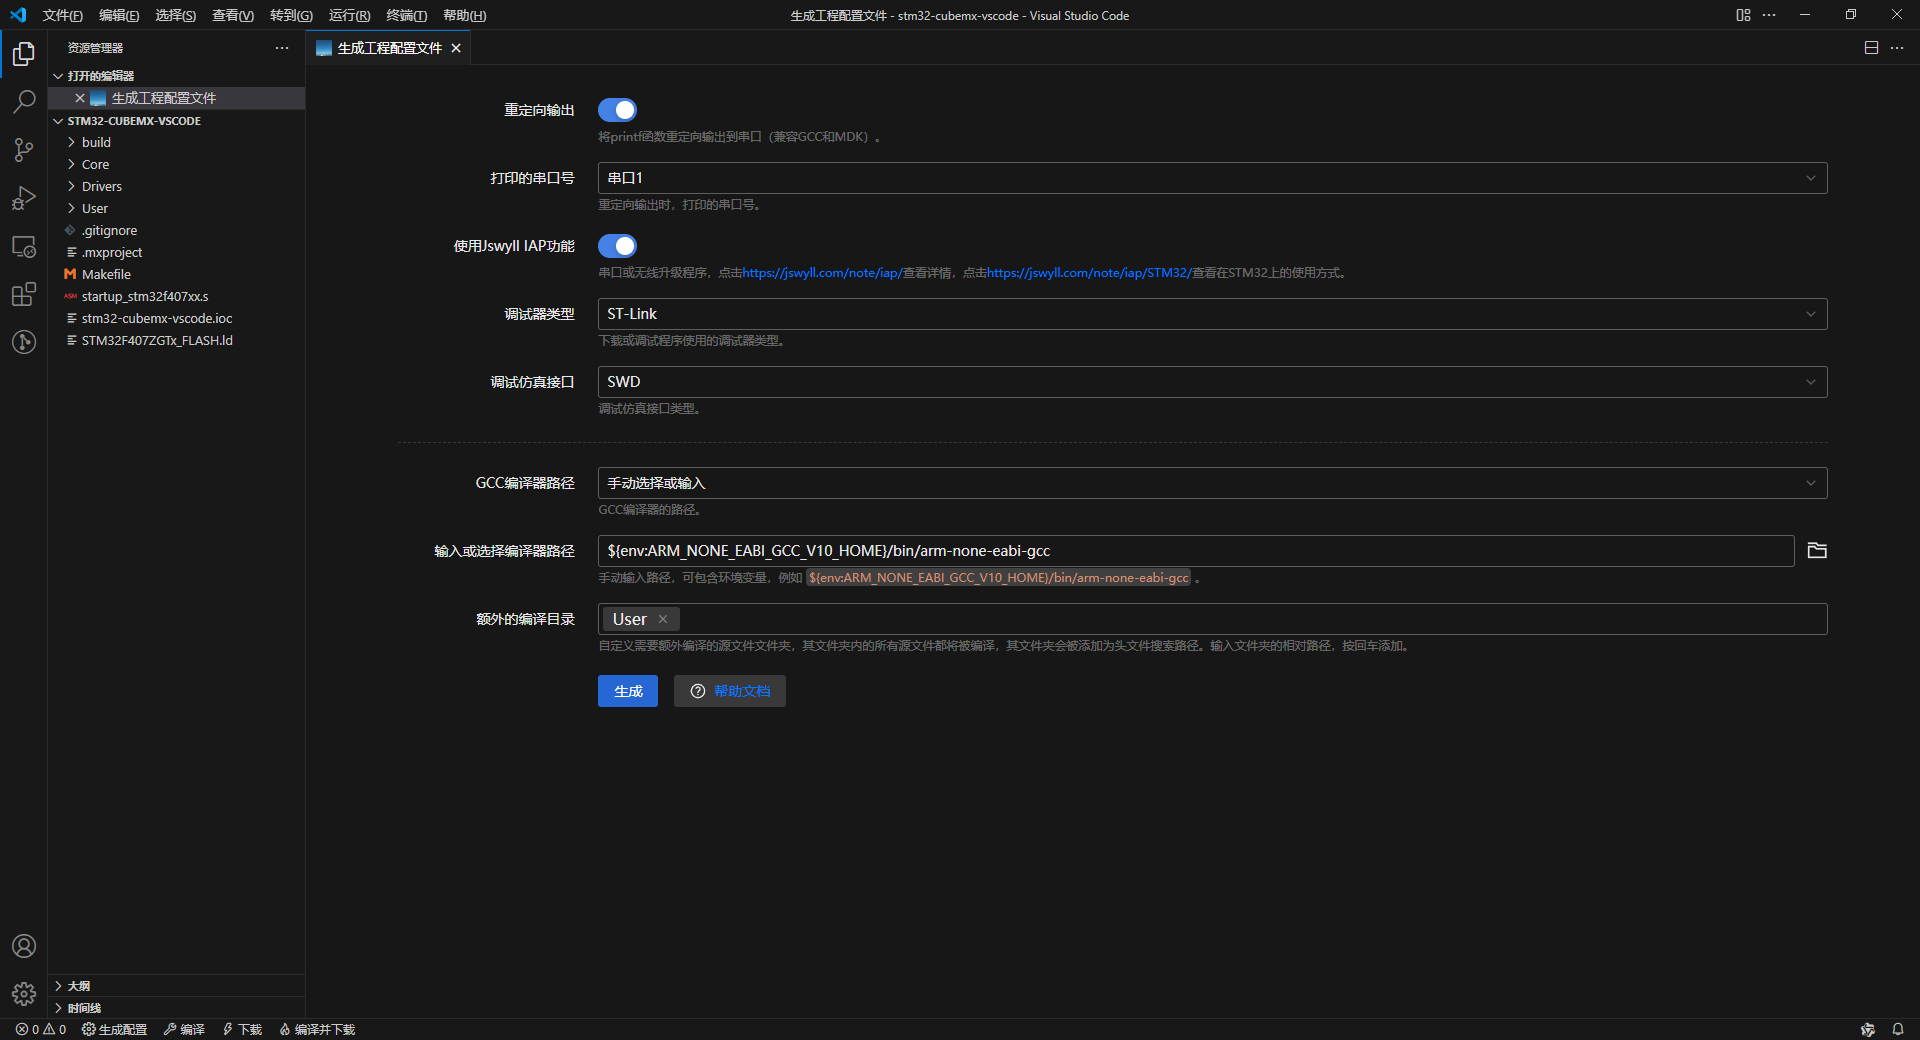 文件(F) 编辑(E) 选择(S) 查看(V) 转到(G) 运行(R) 终端(T) 帮助(H)
生成工程配置文件 - stm32-cubemx-vscode - Visual Studio Code
资源管理器
打开的编辑器
生成工程配置文件
STM32-CUBEMX-VSCODE
build
Core
Drivers
User
.gitignore
.mxproject
Makefile
ASM startup_stm32f407xx.s
stm32-cubemx-vscode.ioc
STM32F407ZGTx_FLASH.ld
大纲
时间线
生成工程配置文件
重定向输出
将printf函数重定向输出到串口（兼容GCC和MDK）。
打印的串口号 串口1
重定向输出时，打印的串口号。
使用Jswyll IAP功能
串口或无线升级程序，点击https://jswyll.com/note/iap/查看详情，点击https://jswyll.com/note/iap/STM32/查看在STM32上的使用方式。
调试器类型 ST-Link
下载或调试程序使用的调试器类型。
调试仿真接口 SWD
调试仿真接口类型。
GCC编译器路径 手动选择或输入
GCC编译器的路径。
输入或选择编译器路径 ${env:ARM_NONE_EABI_GCC_V10_HOME}/bin/arm-none-eabi-gcc
手动输入路径，可包含环境变量，例如 ${env:ARM_NONE_EABI_GCC_V10_HOME}/bin/arm-none-eabi-gcc 。
额外的编译目录 User
自定义需要额外编译的源文件文件夹，其文件夹内的所有源文件都将被编译，其文件夹会被添加为头文件搜索路径。输入文件夹的相对路径，按回车添加。
生成 帮助文档
0 0 生成配置 编译 下载 编译并下载